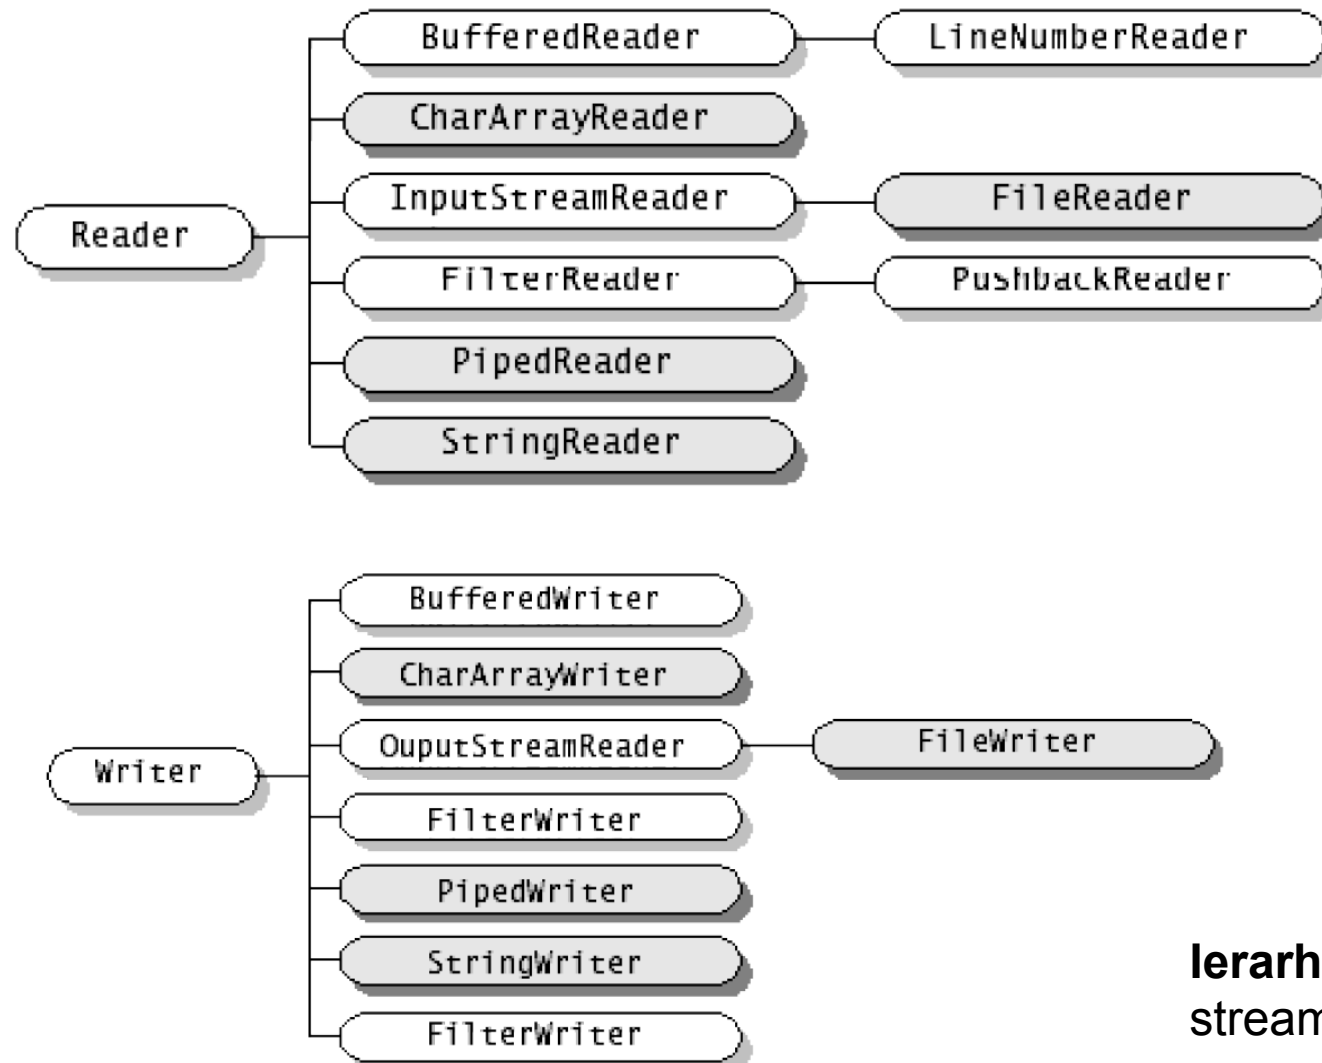 BufferedReader LineNumberReader
CharArrayReader
InputStreamReader FileReader
Reader
FilterReader PushbackReader
PipedReader
StringReader
BufferedWriter
CharArrayWriter
OuputStreamReader FileWriter
Writer
FilterWriter
PipedWriter
StringWriter
FilterWriter
Ierarh
stream